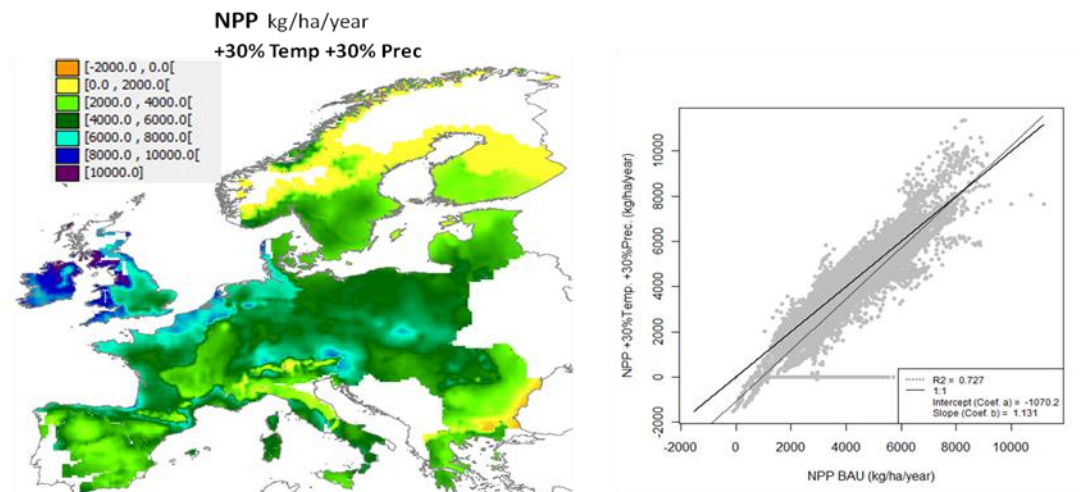 NPP kg/ha/year
+30% Temp +30% Prec
[-2000.0 , 0.0[
[0.0 , 2000.0[
[2000.0 , 4000.0[
[4000.0 , 6000.0[
[6000.0 , 8000.0[
[8000.0 , 10000.0[
[10000.0]
NPP +30%Temp. +30%Prec. (kg/ha/year)
10000
8000
6000
4000
2000
0
-2000
R2 = 0.727
1:1
Intercept (Coef. a) = -1070.2
Slope (Coef. b) = 1.131
-2000 0 2000 4000 6000 8000 10000
NPP BAU (kg/ha/year)